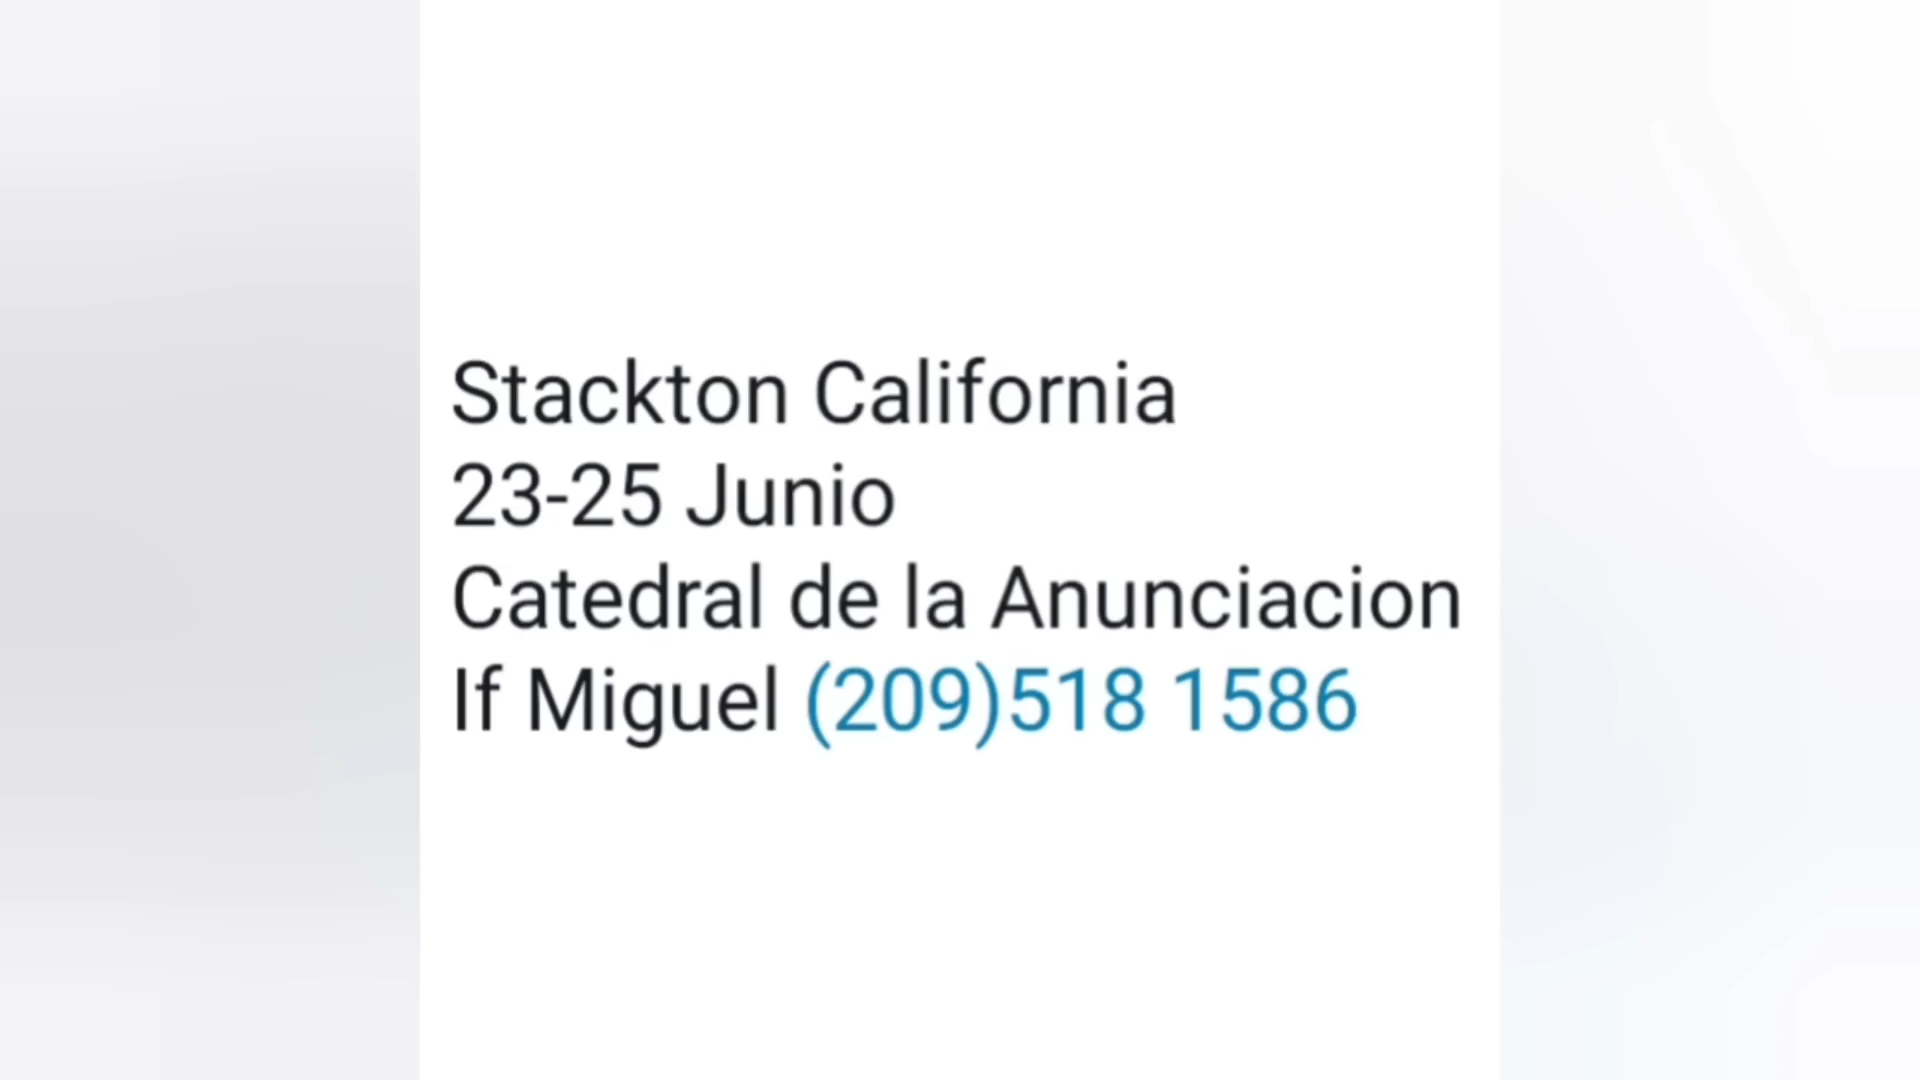 Stackton California
23-25 Junio
Catedral de la Anunciacion
If Miguel (209)518 1586